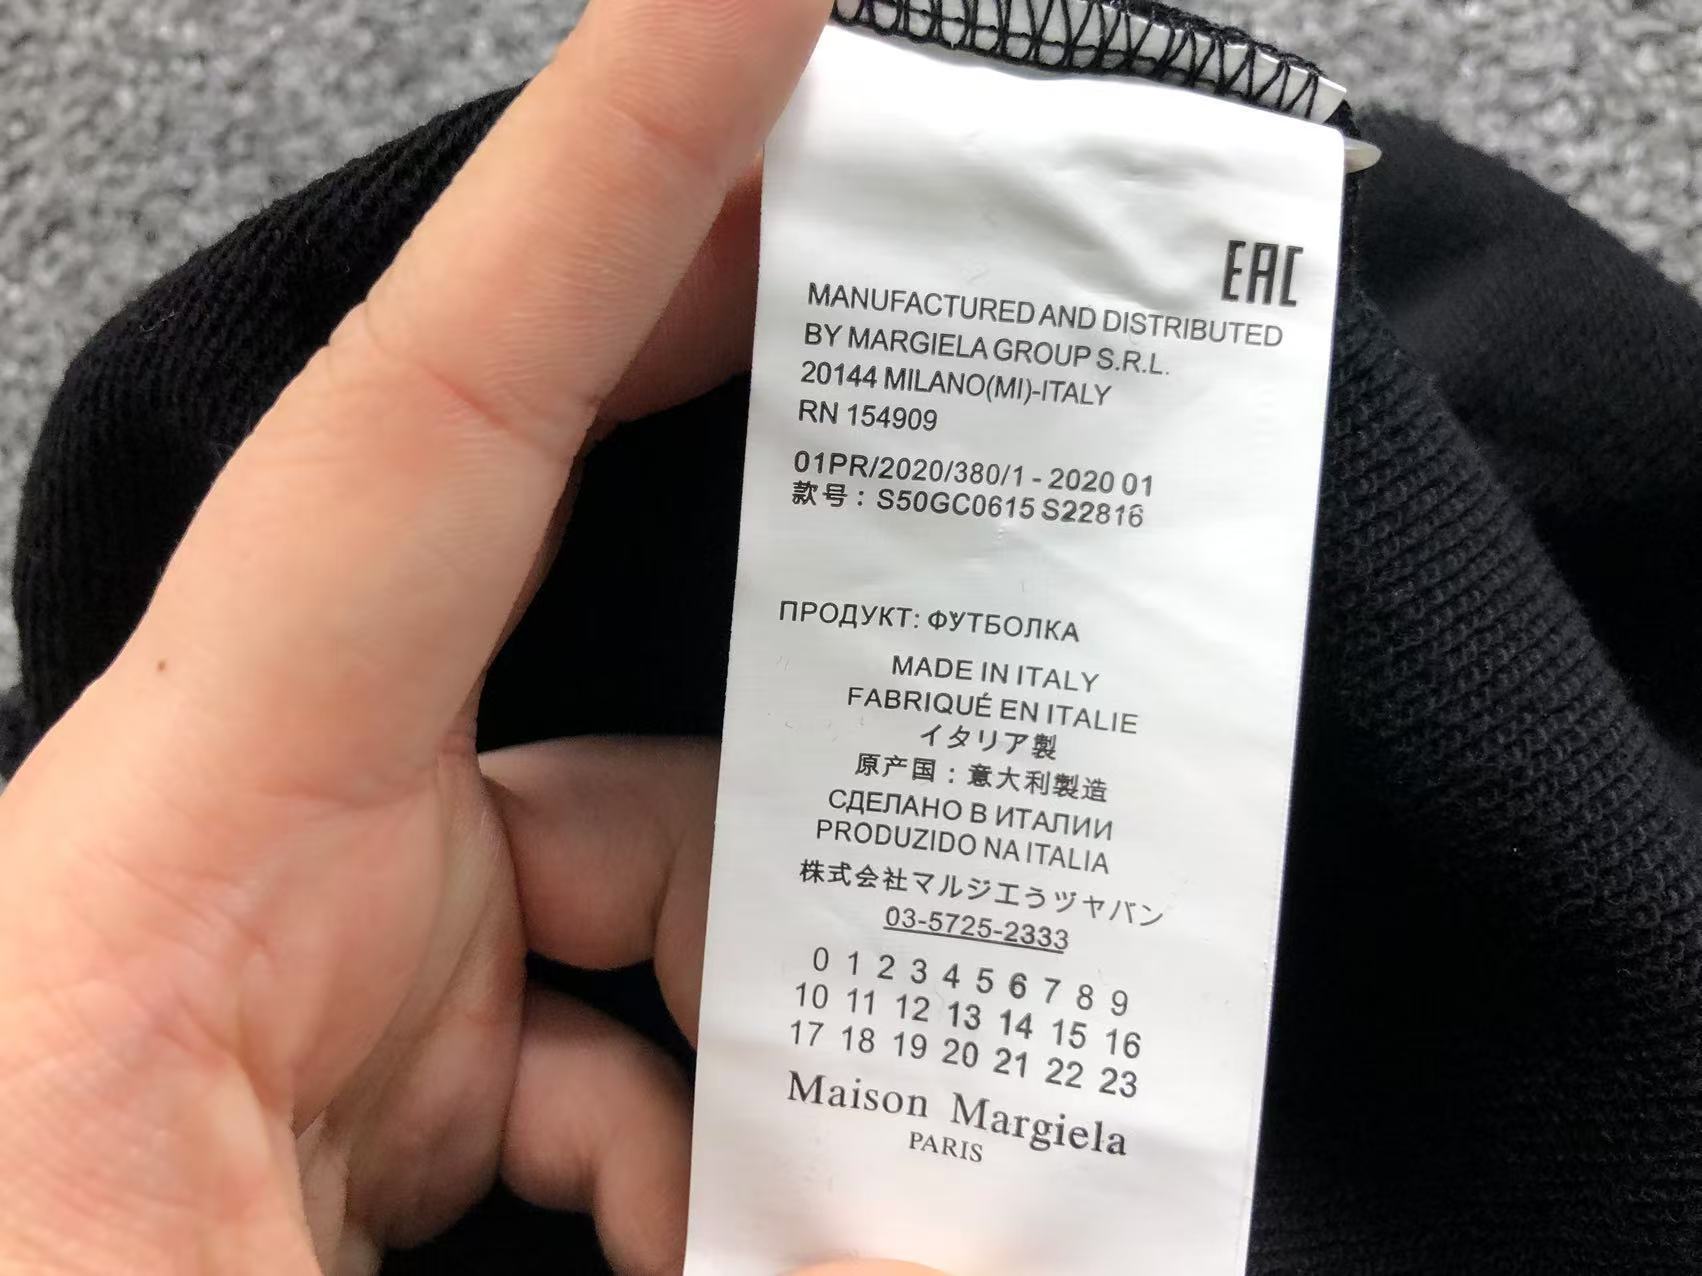 EAC
MANUFACTURED AND DISTRIBUTED
BY MARGIELA GROUP S.R.L.
20144 MILANO(MI)-ITALY
RN 154909
01PR/2020/380/1 - 2020 01
款号：S50GC0615 S22816
ПРОДУКТ: ФУТБОЛКА
MADE IN ITALY
FABRIQUÉ EN ITALIE
イタリア製
原产国：意大利製造
СДЕЛАНО В ИТАЛИИ
PRODUZIDO NA ITALIA
株式会社マルジエうヅヤバン
03-5725-2333
0 1 2 3 4 5 6 7 8 9
10 11 12 13 14 15 16
17 18 19 20 21 22 23
Maison Margiela
PARIS